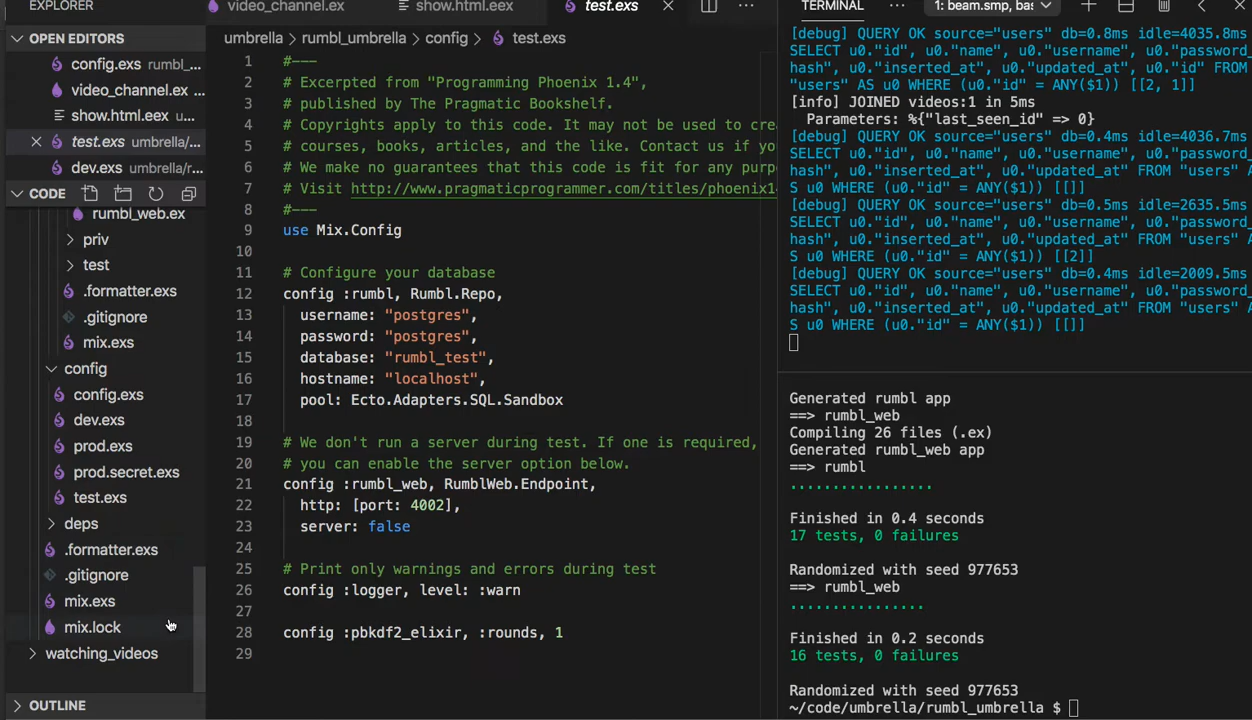 EXPLORER
OPEN EDITORS
config.exs rumbl_...
video_channel.ex ...
show.html.eex u...
test.exs umbrella/...
dev.exs umbrella/r...
CODE
rumbl_web.ex
priv
test
.formatter.exs
.gitignore
mix.exs
config
config.exs
dev.exs
prod.exs
prod.secret.exs
test.exs
deps
.formatter.exs
.gitignore
mix.exs
mix.lock
watching_videos
OUTLINE
video_channel.ex
show.html.eex
test.exs
umbrella > rumbl_umbrella > config > test.exs
1 #---
2 # Excerpted from "Programming Phoenix 1.4",
3 # published by The Pragmatic Bookshelf.
4 # Copyrights apply to this code. It may not be used to crea
5 # courses, books, articles, and the like. Contact us if you
6 # We make no guarantees that this code is fit for any purp
7 # Visit http://www.pragmaticprogrammer.com/titles/phoenix1
8 #---
9 use Mix.Config
10
11 # Configure your database
12 config :rumbl, Rumbl.Repo,
13 username: "postgres",
14 password: "postgres",
15 database: "rumbl_test",
16 hostname: "localhost",
17 pool: Ecto.Adapters.SQL.Sandbox
18
19 # We don't run a server during test. If one is required,
20 # you can enable the server option below.
21 config :rumbl_web, RumblWeb.Endpoint,
22 http: [port: 4002],
23 server: false
24
25 # Print only warnings and errors during test
26 config :logger, level: :warn
27
28 config :pbkdf2_elixir, :rounds, 1
29
TERMINAL ... 1: beam.smp, bas
[debug] QUERY OK source="users" db=0.8ms idle=4035.8m
SELECT u0."id", u0."name", u0."username", u0."password_
hash", u0."inserted_at", u0."updated_at", u0."id" FROM
"users" AS u0 WHERE (u0."id" = ANY($1)) [[2, 1]]
[info] JOINED videos:1 in 5ms
Parameters: %{"last_seen_id" => 0}
[debug] QUERY OK source="users" db=0.4ms idle=4036.7m
SELECT u0."id", u0."name", u0."username", u0."password_
hash", u0."inserted_at", u0."updated_at" FROM "users" A
S u0 WHERE (u0."id" = ANY($1)) [[]]
[debug] QUERY OK source="users" db=0.5ms idle=2635.5m
SELECT u0."id", u0."name", u0."username", u0."password_
hash", u0."inserted_at", u0."updated_at" FROM "users" A
S u0 WHERE (u0."id" = ANY($1)) [[2]]
[debug] QUERY OK source="users" db=0.4ms idle=2009.5m
SELECT u0."id", u0."name", u0."username", u0."password_
hash", u0."inserted_at", u0."updated_at" FROM "users" A
S u0 WHERE (u0."id" = ANY($1)) [[]]
Generated rumbl app
==> rumbl_web
Compiling 26 files (.ex)
Generated rumbl_web app
==> rumbl
.................
Finished in 0.4 seconds
17 tests, 0 failures
Randomized with seed 977653
==> rumbl_web
................
Finished in 0.2 seconds
16 tests, 0 failures
Randomized with seed 977653
~/code/umbrella/rumbl_umbrella $